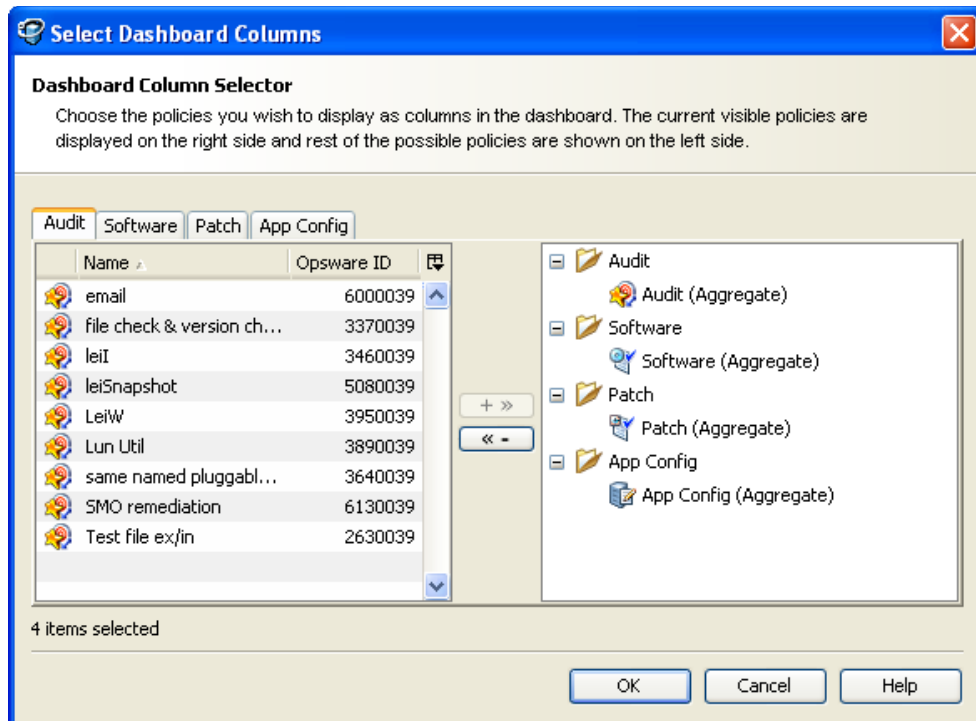 Select Dashboard Columns
Dashboard Column Selector
Choose the policies you wish to display as columns in the dashboard. The current visible policies are
displayed on the right side and rest of the possible policies are shown on the left side.
Audit Software Patch App Config
Name Opsware ID
email 6000039
file check & version ch... 3370039
leiI 3460039
leiSnapshot 5080039
LeiW 3950039
Lun Util 3890039
same named pluggabl... 3640039
SMO remediation 6130039
Test file ex/in 2630039
+ »
« -
Audit
Audit (Aggregate)
Software
Software (Aggregate)
Patch
Patch (Aggregate)
App Config
App Config (Aggregate)
4 items selected
OK Cancel Help